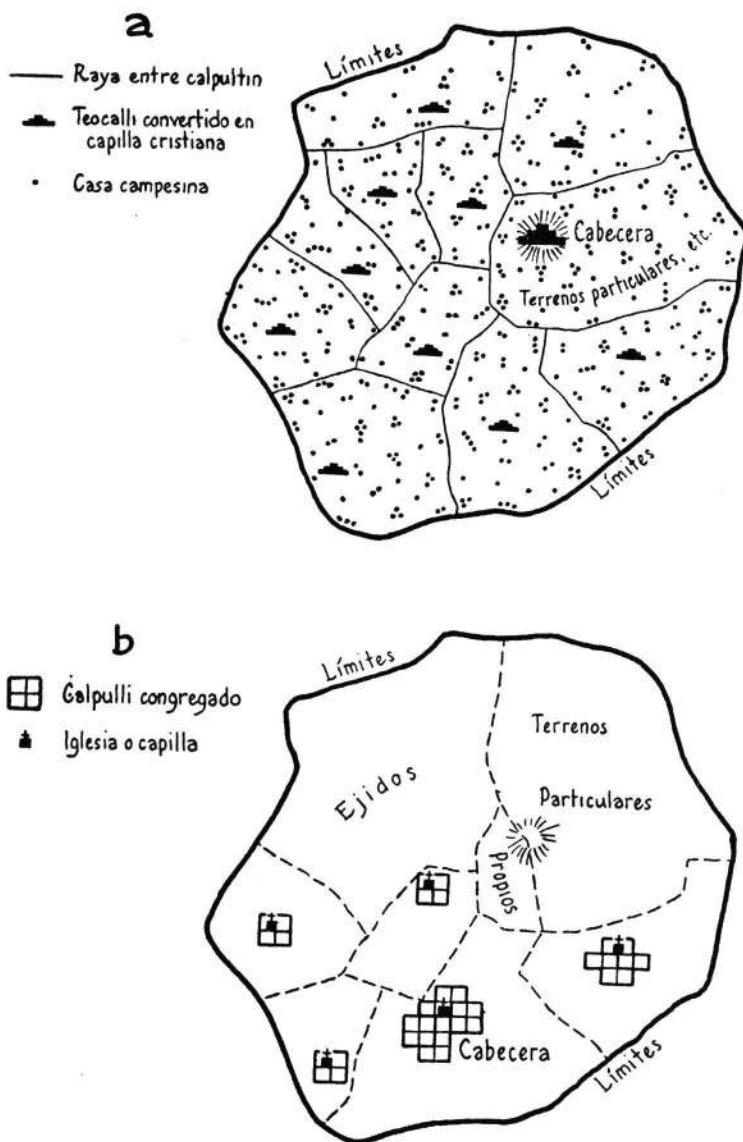 a
Límites
Raya entre calpultin
Teocalli convertido en
capilla cristiana
Casa campesina
Cabecera
Terrenos particulares, etc.
Límites
b
Límites
Calpulli congregado
Iglesia o capilla
Terrenos
Particulares
Ejidos
Propios
Cabecera
Límites